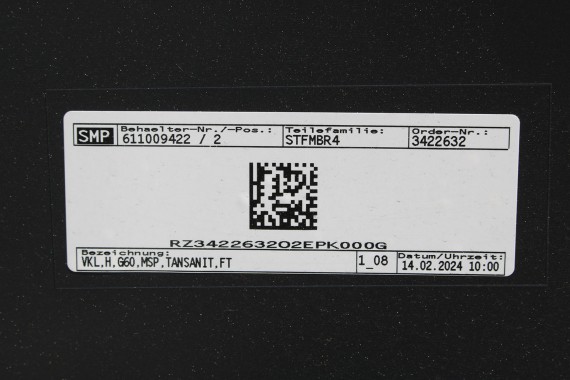 SMP Behaelter-Nr./-Pos.: Teilefamilie: Order-Nr.:
611009422 / 2 STFMBR4 3422632
RZ3422632O2EPK000G
Bezeichnung: Datum/Uhrzeit:
VKL,H,G60,MSP,TANSANIT,FT 1_08 14.02.2024 10:00